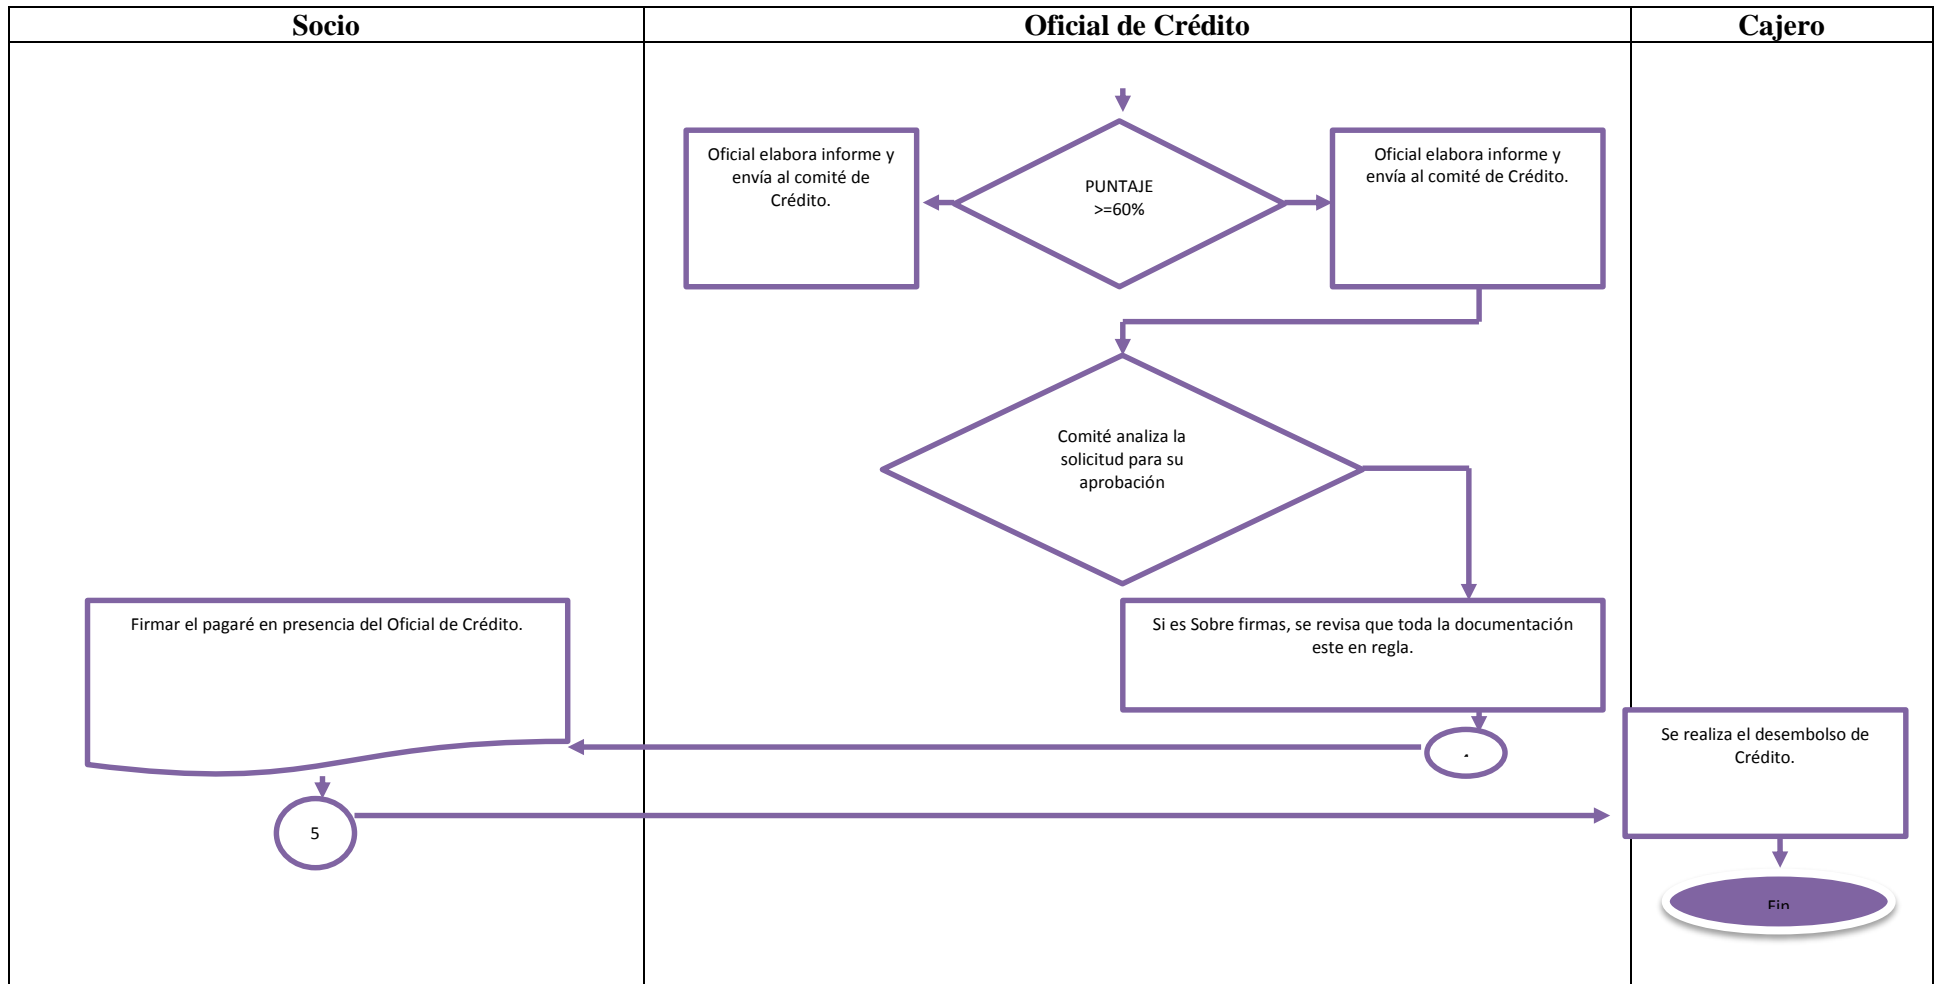 Socio
Oficial de Crédito
Cajero
Oficial elabora informe y
envía al comité de
Crédito.
PUNTAJE
>=60%
Oficial elabora informe y
envía al comité de Crédito.
Comité analiza la
solicitud para su
aprobación
Firmar el pagaré en presencia del Oficial de Crédito.
Si es Sobre firmas, se revisa que toda la documentación
este en regla.
Se realiza el desembolso de
Crédito.
5
Fin